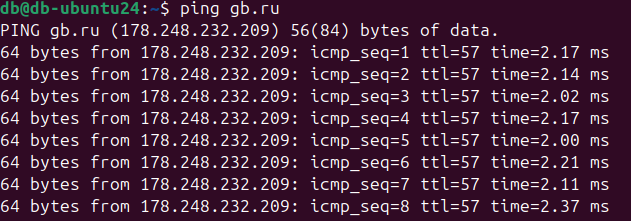 db@db-ubuntu24:~$ ping gb.ru
PING gb.ru (178.248.232.209) 56(84) bytes of data.
64 bytes from 178.248.232.209: icmp_seq=1 ttl=57 time=2.17 ms
64 bytes from 178.248.232.209: icmp_seq=2 ttl=57 time=2.14 ms
64 bytes from 178.248.232.209: icmp_seq=3 ttl=57 time=2.02 ms
64 bytes from 178.248.232.209: icmp_seq=4 ttl=57 time=2.17 ms
64 bytes from 178.248.232.209: icmp_seq=5 ttl=57 time=2.00 ms
64 bytes from 178.248.232.209: icmp_seq=6 ttl=57 time=2.21 ms
64 bytes from 178.248.232.209: icmp_seq=7 ttl=57 time=2.11 ms
64 bytes from 178.248.232.209: icmp_seq=8 ttl=57 time=2.37 ms